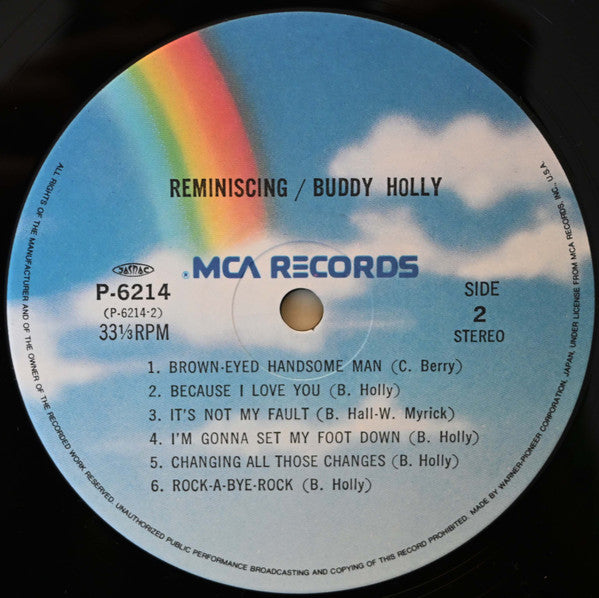 REMINISCING / BUDDY HOLLY
MCA RECORDS
JASRAC
P-6214
(P-6214-2)
33⅓RPM
SIDE
2
STEREO
1. BROWN-EYED HANDSOME MAN (C. Berry)
2. BECAUSE I LOVE YOU (B. Holly)
3. IT'S NOT MY FAULT (B. Hall-W. Myrick)
4. I'M GONNA SET MY FOOT DOWN (B. Holly)
5. CHANGING ALL THOSE CHANGES (B. Holly)
6. ROCK-A-BYE-ROCK (B. Holly)
ALL RIGHTS OF THE MANUFACTURER AND OF THE OWNER OF THE RECORDED WORK RESERVED. UNAUTHORIZED PUBLIC PERFORMANCE BROADCASTING AND COPYING OF THIS RECORD PROHIBITED. MADE BY WARNER-PIONEER CORPORATION, JAPAN, UNDER LICENSE FROM MCA RECORDS, INC., U.S.A.